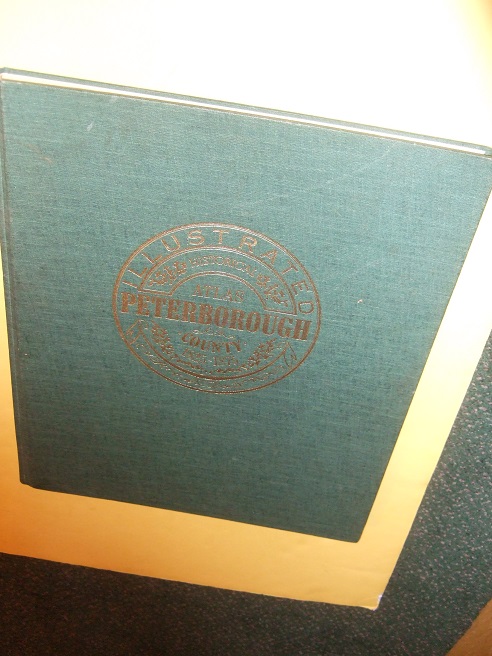 ILLUSTRATED
HISTORICAL
ATLAS
PETERBOROUGH
COUNTY